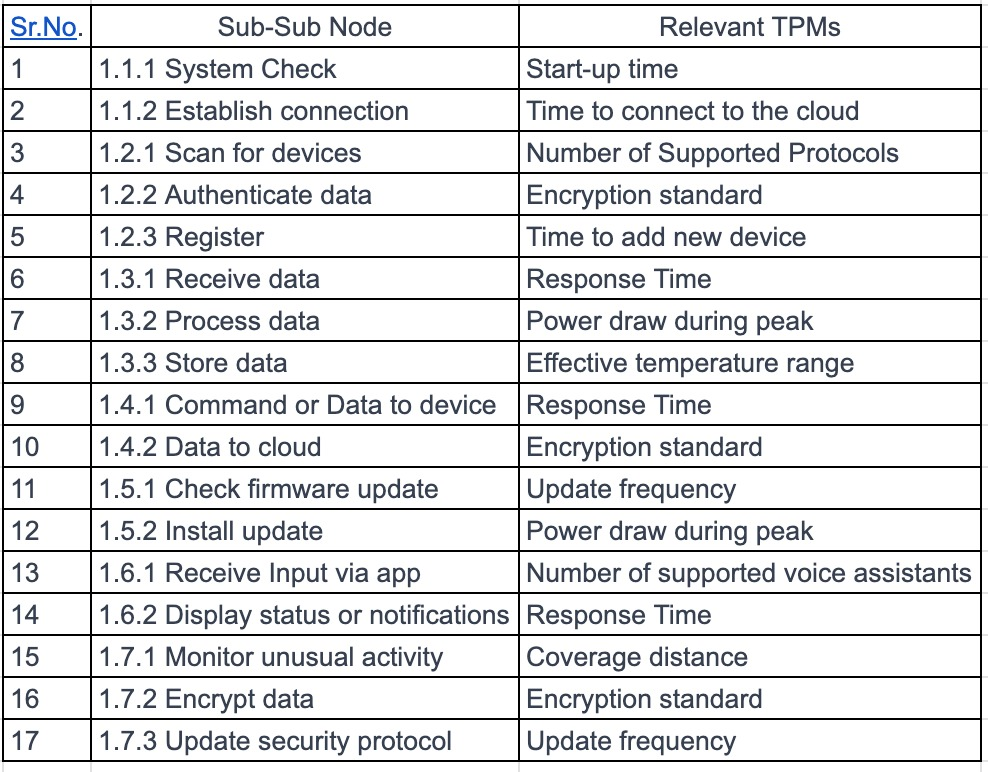 Sr.No. Sub-Sub Node Relevant TPMs
1 1.1.1 System Check Start-up time
2 1.1.2 Establish connection Time to connect to the cloud
3 1.2.1 Scan for devices Number of Supported Protocols
4 1.2.2 Authenticate data Encryption standard
5 1.2.3 Register Time to add new device
6 1.3.1 Receive data Response Time
7 1.3.2 Process data Power draw during peak
8 1.3.3 Store data Effective temperature range
9 1.4.1 Command or Data to device Response Time
10 1.4.2 Data to cloud Encryption standard
11 1.5.1 Check firmware update Update frequency
12 1.5.2 Install update Power draw during peak
13 1.6.1 Receive Input via app Number of supported voice assistants
14 1.6.2 Display status or notifications Response Time
15 1.7.1 Monitor unusual activity Coverage distance
16 1.7.2 Encrypt data Encryption standard
17 1.7.3 Update security protocol Update frequency